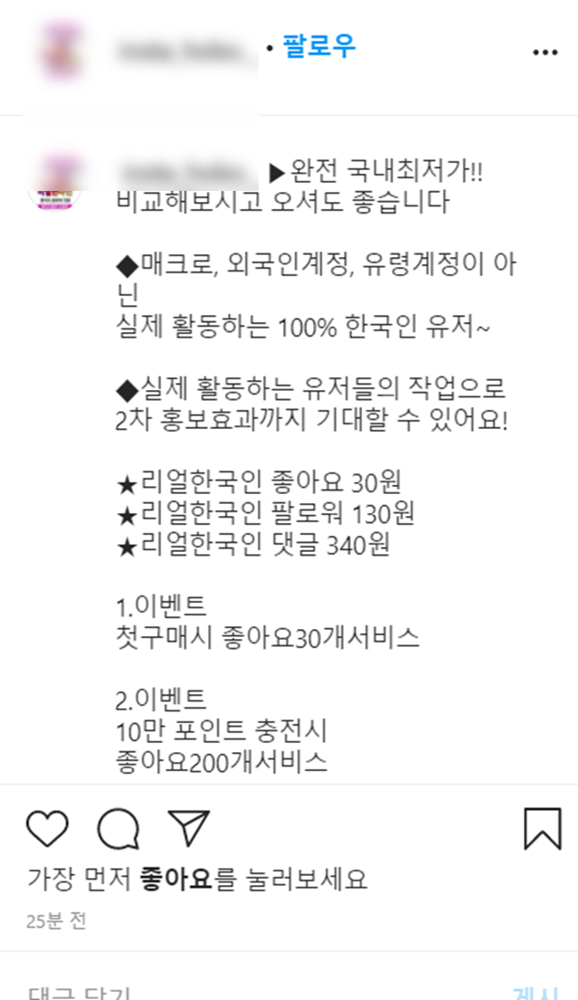 • 팔로우
▶완전 국내최저가!!
비교해보시고 오셔도 좋습니다
◆매크로, 외국인계정, 유령계정이 아
닌
실제 활동하는 100% 한국인 유저~
◆실제 활동하는 유저들의 작업으로
2차 홍보효과까지 기대할 수 있어요!
★리얼한국인 좋아요 30원
★리얼한국인 팔로워 130원
★리얼한국인 댓글 340원
1.이벤트
첫구매시 좋아요30개서비스
2.이벤트
10만 포인트 충전시
좋아요200개서비스
가장 먼저 좋아요를 눌러보세요
25분 전
댓글 달기
게시